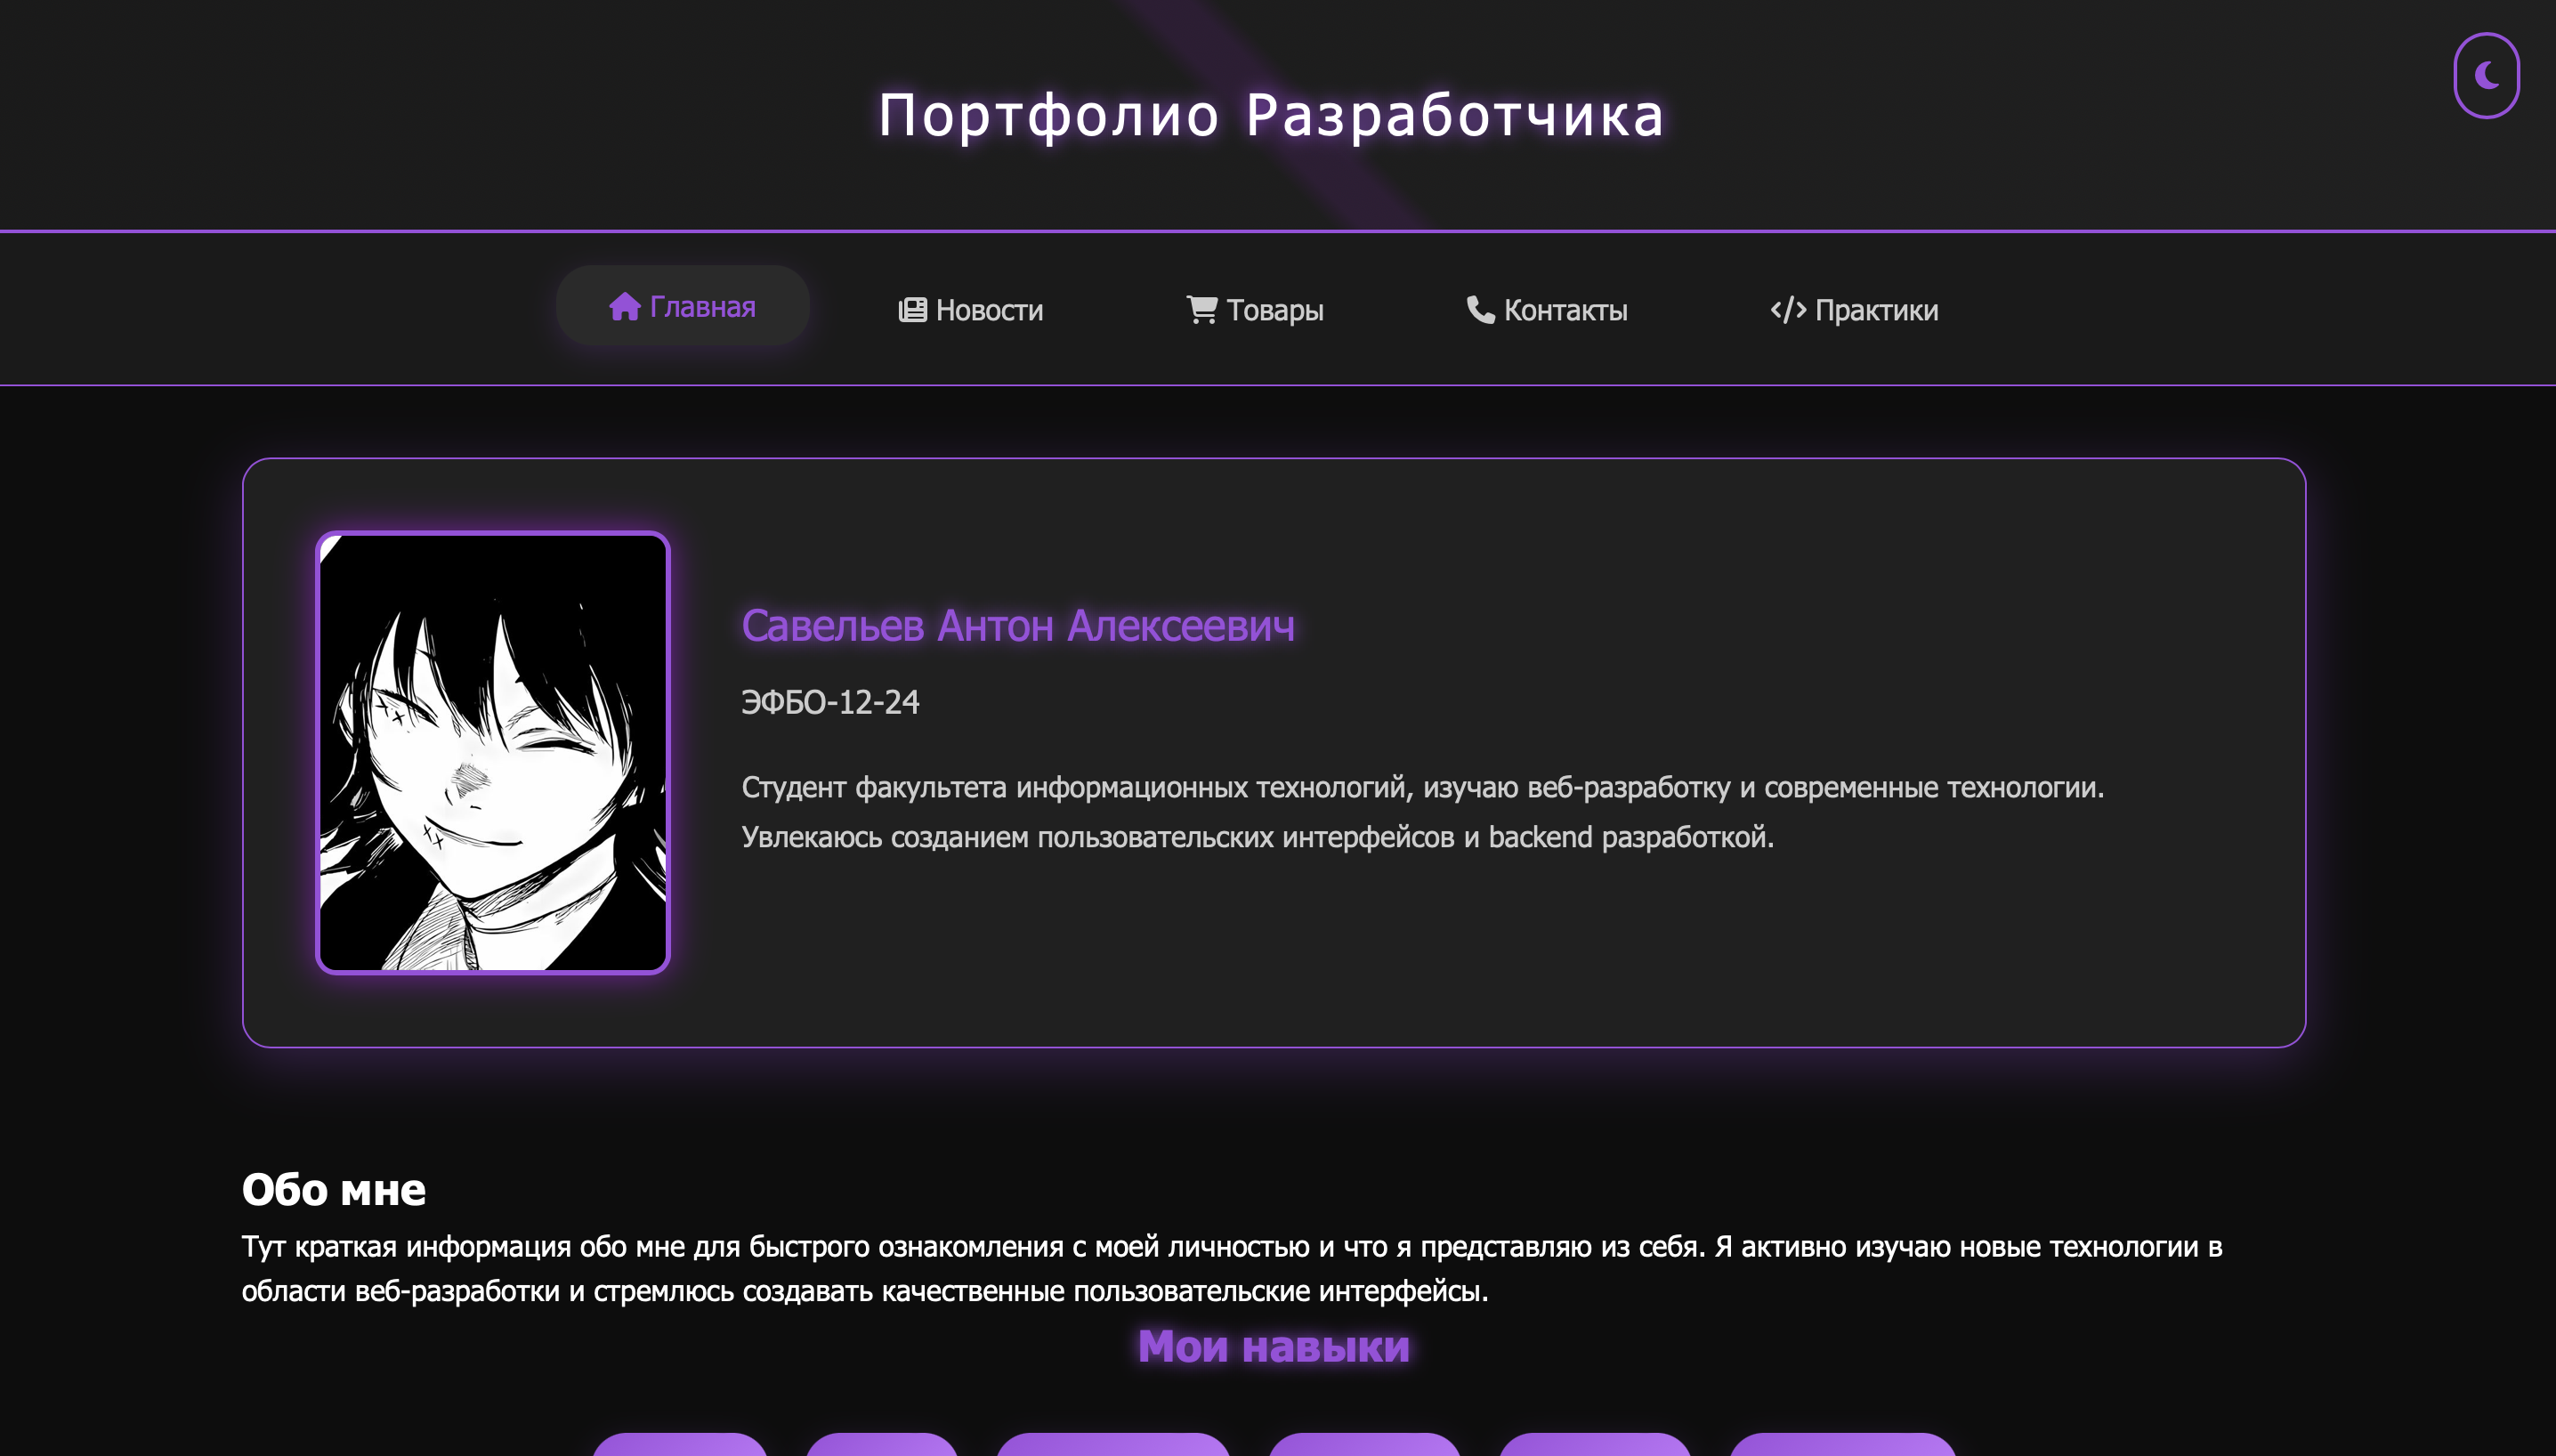 Портфолио Разработчика
Главная
Новости
Товары
Контакты
Практики
Савельев Антон Алексеевич
ЭФБО-12-24
Студент факультета информационных технологий, изучаю веб-разработку и современные технологии.
Увлекаюсь созданием пользовательских интерфейсов и backend разработкой.
Обо мне
Тут краткая информация обо мне для быстрого ознакомления с моей личностью и что я представляю из себя. Я активно изучаю новые технологии в
области веб-разработки и стремлюсь создавать качественные пользовательские интерфейсы.
Мои навыки